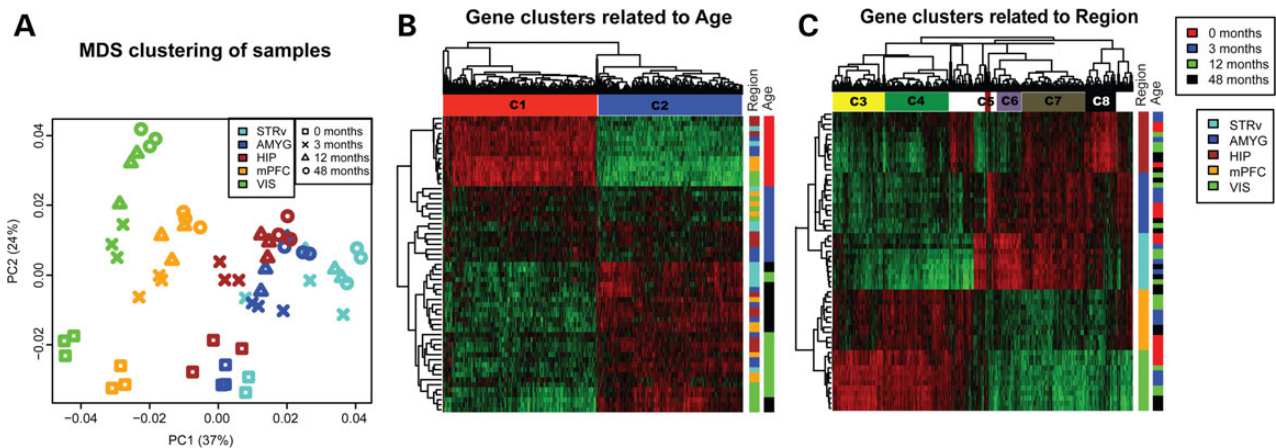 A
MDS clustering of samples
STRv
AMYG
HIP
mPFC
VIS
0 months
3 months
12 months
48 months
0.04
0.02
0.00
−0.02
−0.04
−0.02
0.00
0.02
0.04
PC2 (24%)
PC1 (37%)
B
Gene clusters related to Age
C1
C2
Region
Age
C
Gene clusters related to Region
C3
C4
C5
C6
C7
C8
Region
Age
0 months
3 months
12 months
48 months
STRv
AMYG
HIP
mPFC
VIS